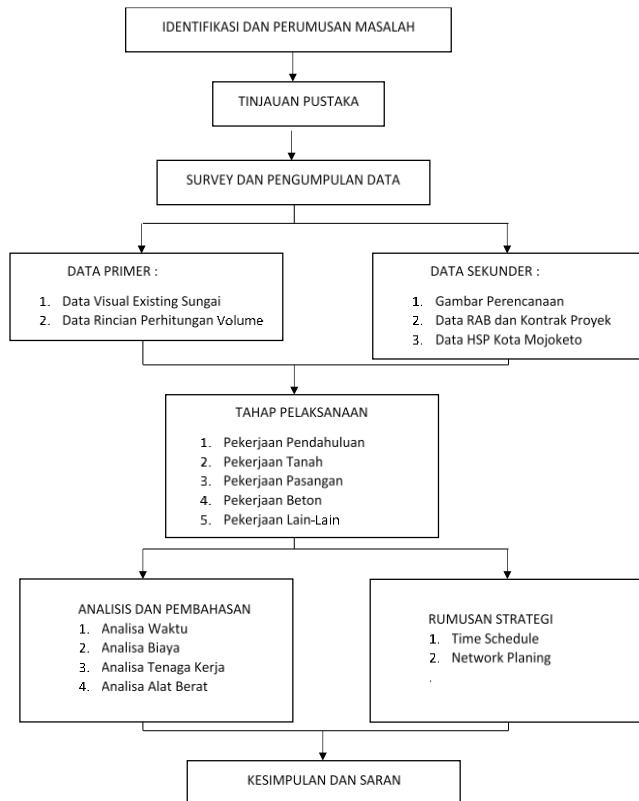 IDENTIFIKASI DAN PERUMUSAN MASALAH
TINJAUAN PUSTAKA
SURVEY DAN PENGUMPULAN DATA
DATA PRIMER :
1. Data Visual Existing Sungai
2. Data Rincian Perhitungan Volume
DATA SEKUNDER :
1. Gambar Perencanaan
2. Data RAB dan Kontrak Proyek
3. Data HSP Kota Mojoketo
TAHAP PELAKSANAAN
1. Pekerjaan Pendahuluan
2. Pekerjaan Tanah
3. Pekerjaan Pasangan
4. Pekerjaan Beton
5. Pekerjaan Lain-Lain
ANALISIS DAN PEMBAHASAN
1. Analisa Waktu
2. Analisa Biaya
3. Analisa Tenaga Kerja
4. Analisa Alat Berat
RUMUSAN STRATEGI
1. Time Schedule
2. Network Planing
.
KESIMPULAN DAN SARAN